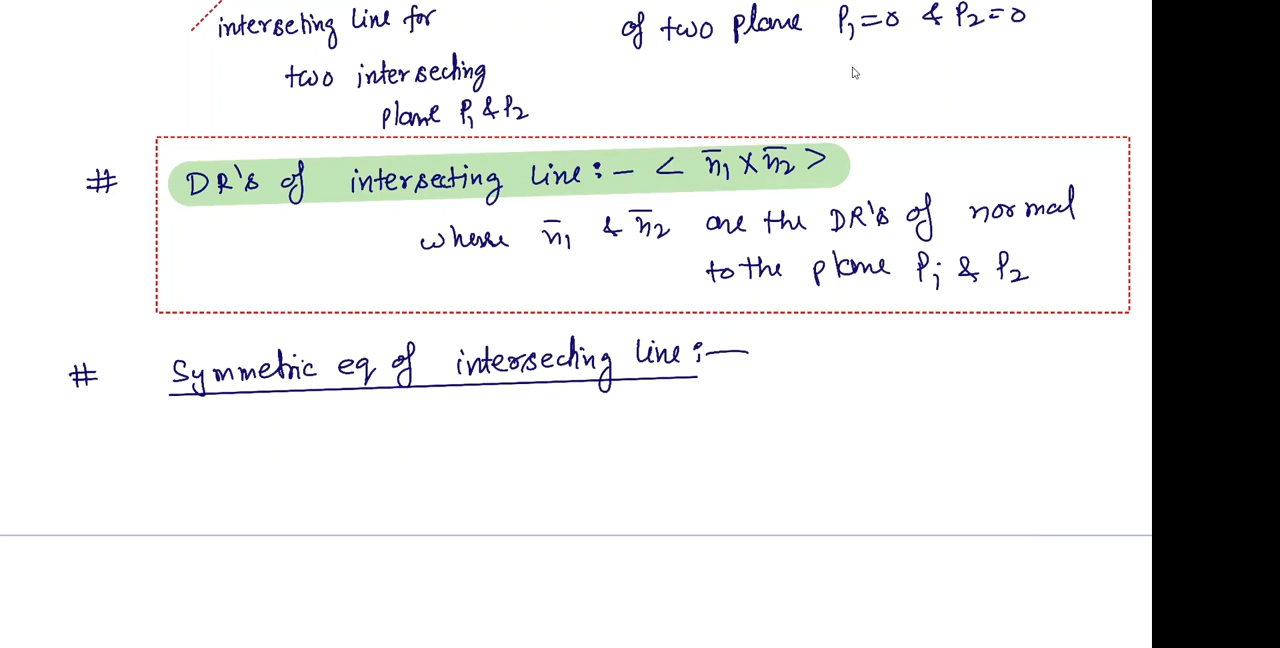 interseting line for
two intersecting
plane P1 & P2
of two plane P1=0 & P2=0
# DR's of intersecting line:- < n̄1 × n̄2 >
where n̄1 & n̄2 are the DR's of normal
to the plane P1 & P2
# Symmetric eq of intersecting line:-